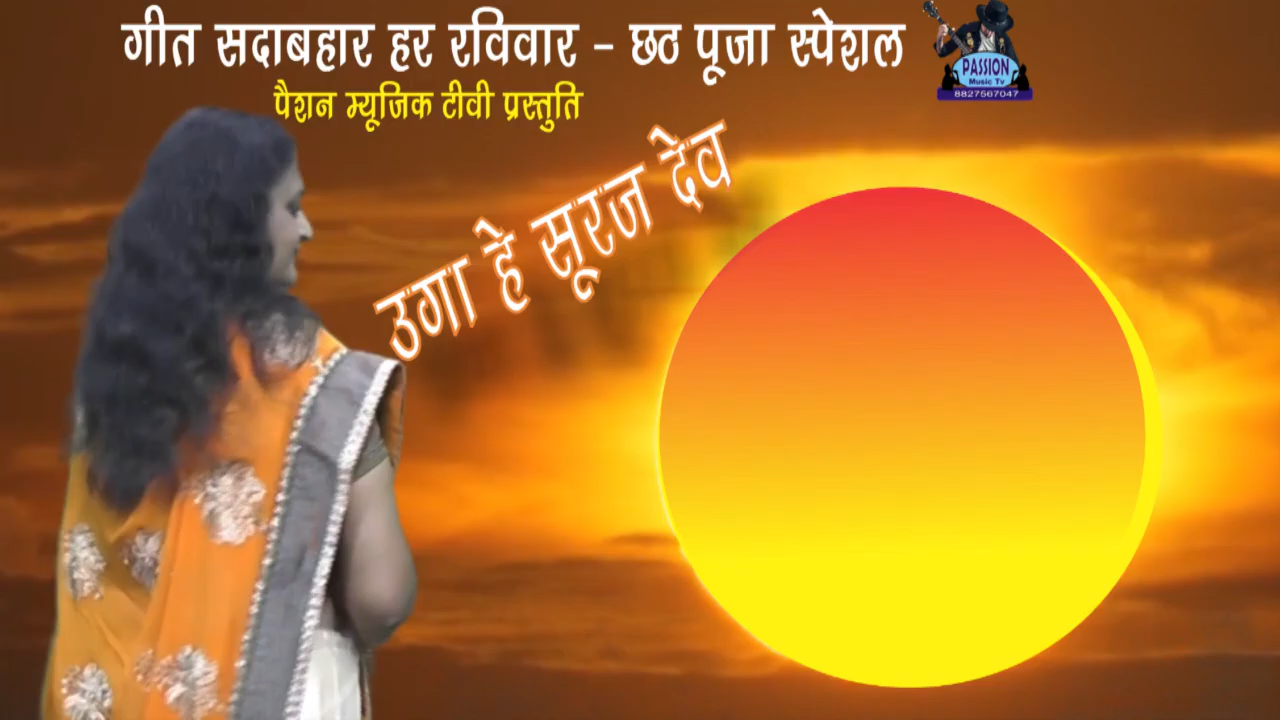 गीत सदाबहार हर रविवार - छठ पूजा स्पेशल
पैशन म्यूजिक टीवी प्रस्तुति
PASSION
Music Tv
8827567047
उगा हे सूरज देव